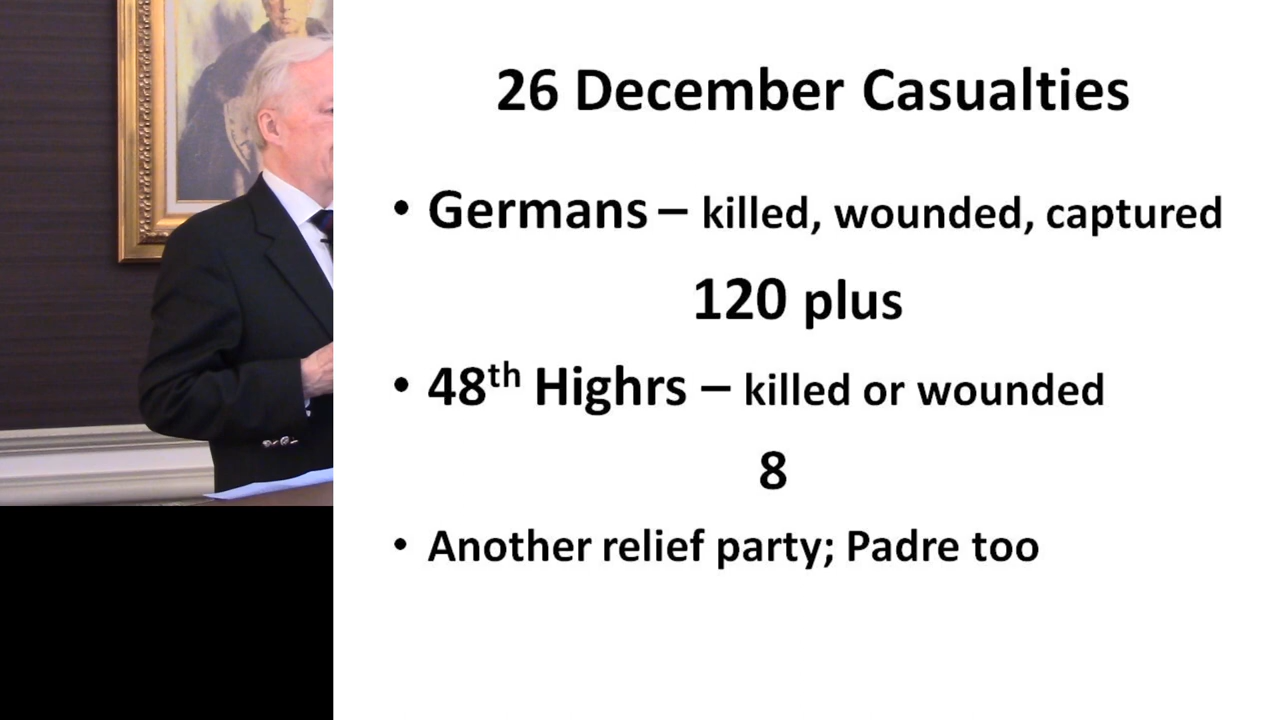 26 December Casualties
• Germans – killed, wounded, captured
120 plus
• 48th Highrs – killed or wounded
8
• Another relief party; Padre too